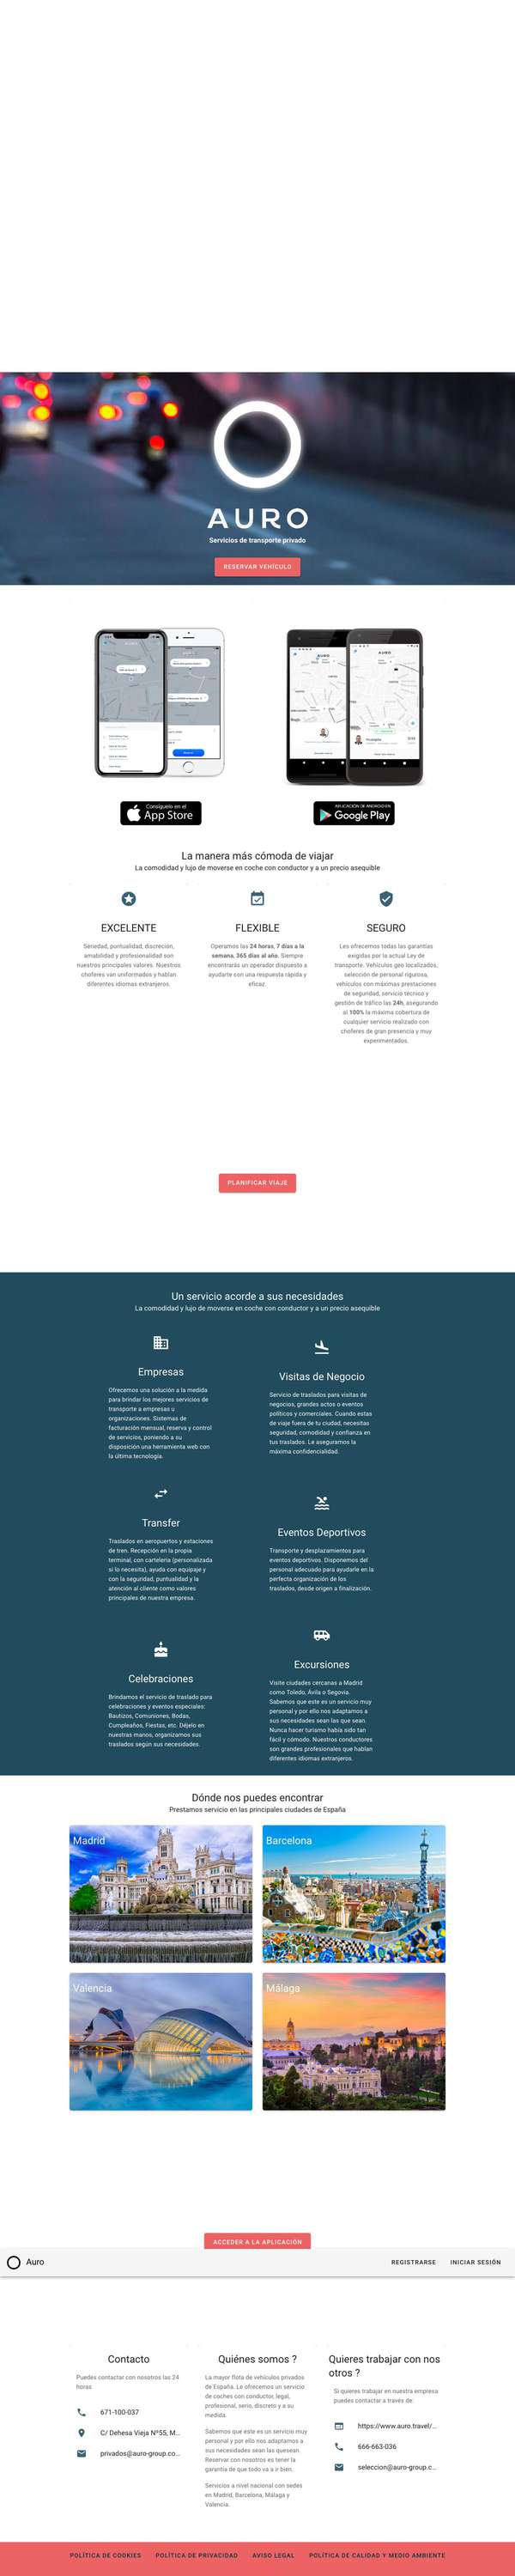 AURO
Servicios de transporte privado
RESERVAR VEHÍCULO
Consíguelo en el
App Store
APLICACIÓN DE ANDROID EN
Google Play
La manera más cómoda de viajar
La comodidad y lujo de moverse en coche con conductor y a un precio asequible
EXCELENTE
Seriedad, puntualidad, discreción,
amabilidad y profesionalidad son
nuestros principales valores. Nuestros
choferes van uniformados y hablan
diferentes idiomas extranjeros.
FLEXIBLE
Operamos las 24 horas, 7 días a la
semana, 365 días al año. Siempre
encontrarás un operador dispuesto a
ayudarte con una respuesta rápida y
eficaz.
SEGURO
Les ofrecemos todas las garantías
exigidas por la actual Ley de
transporte. Vehículos geo localizados,
selección de personal rigurosa,
vehículos con máximas prestaciones
de seguridad, servicio técnico y
gestión de tráfico las 24h, asegurando
al 100% la máxima cobertura de
cualquier servicio realizado con
choferes de gran presencia y muy
experimentados.
PLANIFICAR VIAJE
Un servicio acorde a sus necesidades
La comodidad y lujo de moverse en coche con conductor y a un precio asequible
Empresas
Ofrecemos una solución a la medida
para brindar los mejores servicios de
transporte a empresas u
organizaciones. Sistemas de
facturación mensual, reserva y control
de servicios, poniendo a su
disposición una herramienta web con
la última tecnología.
Visitas de Negocio
Servicio de traslados para visitas de
negocios, grandes actos o eventos
políticos y comerciales. Cuando estas
de viaje fuera de tu ciudad, necesitas
seguridad, comodidad y confianza en
tus traslados. Le aseguramos la
máxima confidencialidad.
Transfer
Traslados en aeropuertos y estaciones
de tren. Recepción en la propia
terminal, con cartelería (personalizada
si lo necesita), ayuda con equipaje y
con la seguridad, puntualidad y la
atención al cliente como valores
principales de nuestra empresa.
Eventos Deportivos
Transporte y desplazamientos para
eventos deportivos. Disponemos del
personal adecuado para ayudarle en la
perfecta organización de los
traslados, desde origen a finalización.
Celebraciones
Brindamos el servicio de traslado para
celebraciones y eventos especiales:
Bautizos, Comuniones, Bodas,
Cumpleaños, Fiestas, etc. Déjelo en
nuestras manos, organizamos sus
traslados según sus necesidades.
Excursiones
Visite ciudades cercanas a Madrid
como Toledo, Ávila o Segovia.
Sabemos que este es un servicio muy
personal y por ello nos adaptamos a
sus necesidades sean las que sean.
Nunca hacer turismo había sido tan
fácil y cómodo. Nuestros conductores
son grandes profesionales que hablan
diferentes idiomas extranjeros.
Dónde nos puedes encontrar
Prestamos servicio en las principales ciudades de España
Madrid
Barcelona
Valencia
Málaga
ACCEDER A LA APLICACIÓN
Auro
REGISTRARSE
INICIAR SESIÓN
Contacto
Puedes contactar con nosotros las 24
horas
671-100-037
C/ Dehesa Vieja Nº55, M...
privados@auro-group.co...
Quiénes somos ?
La mayor flota de vehículos privados
de España. Le ofrecemos un servicio
de coches con conductor, legal,
profesional, serio, discreto y a su
medida.
Sabemos que este es un servicio muy
personal y por ello nos adaptamos a
sus necesidades sean las quesean.
Reservar con nosotros es tener la
garantía de que todo va a ir bien.
Servicios a nivel nacional con sedes
en Madrid, Barcelona, Málaga y
Valencia.
Quieres trabajar con nos
otros ?
Si quieres trabajar en nuestra empresa
puedes contactar a través de:
https://www.auro.travel/...
666-663-036
seleccion@auro-group.c...
POLÍTICA DE COOKIES
POLÍTICA DE PRIVACIDAD
AVISO LEGAL
POLÍTICA DE CALIDAD Y MEDIO AMBIENTE